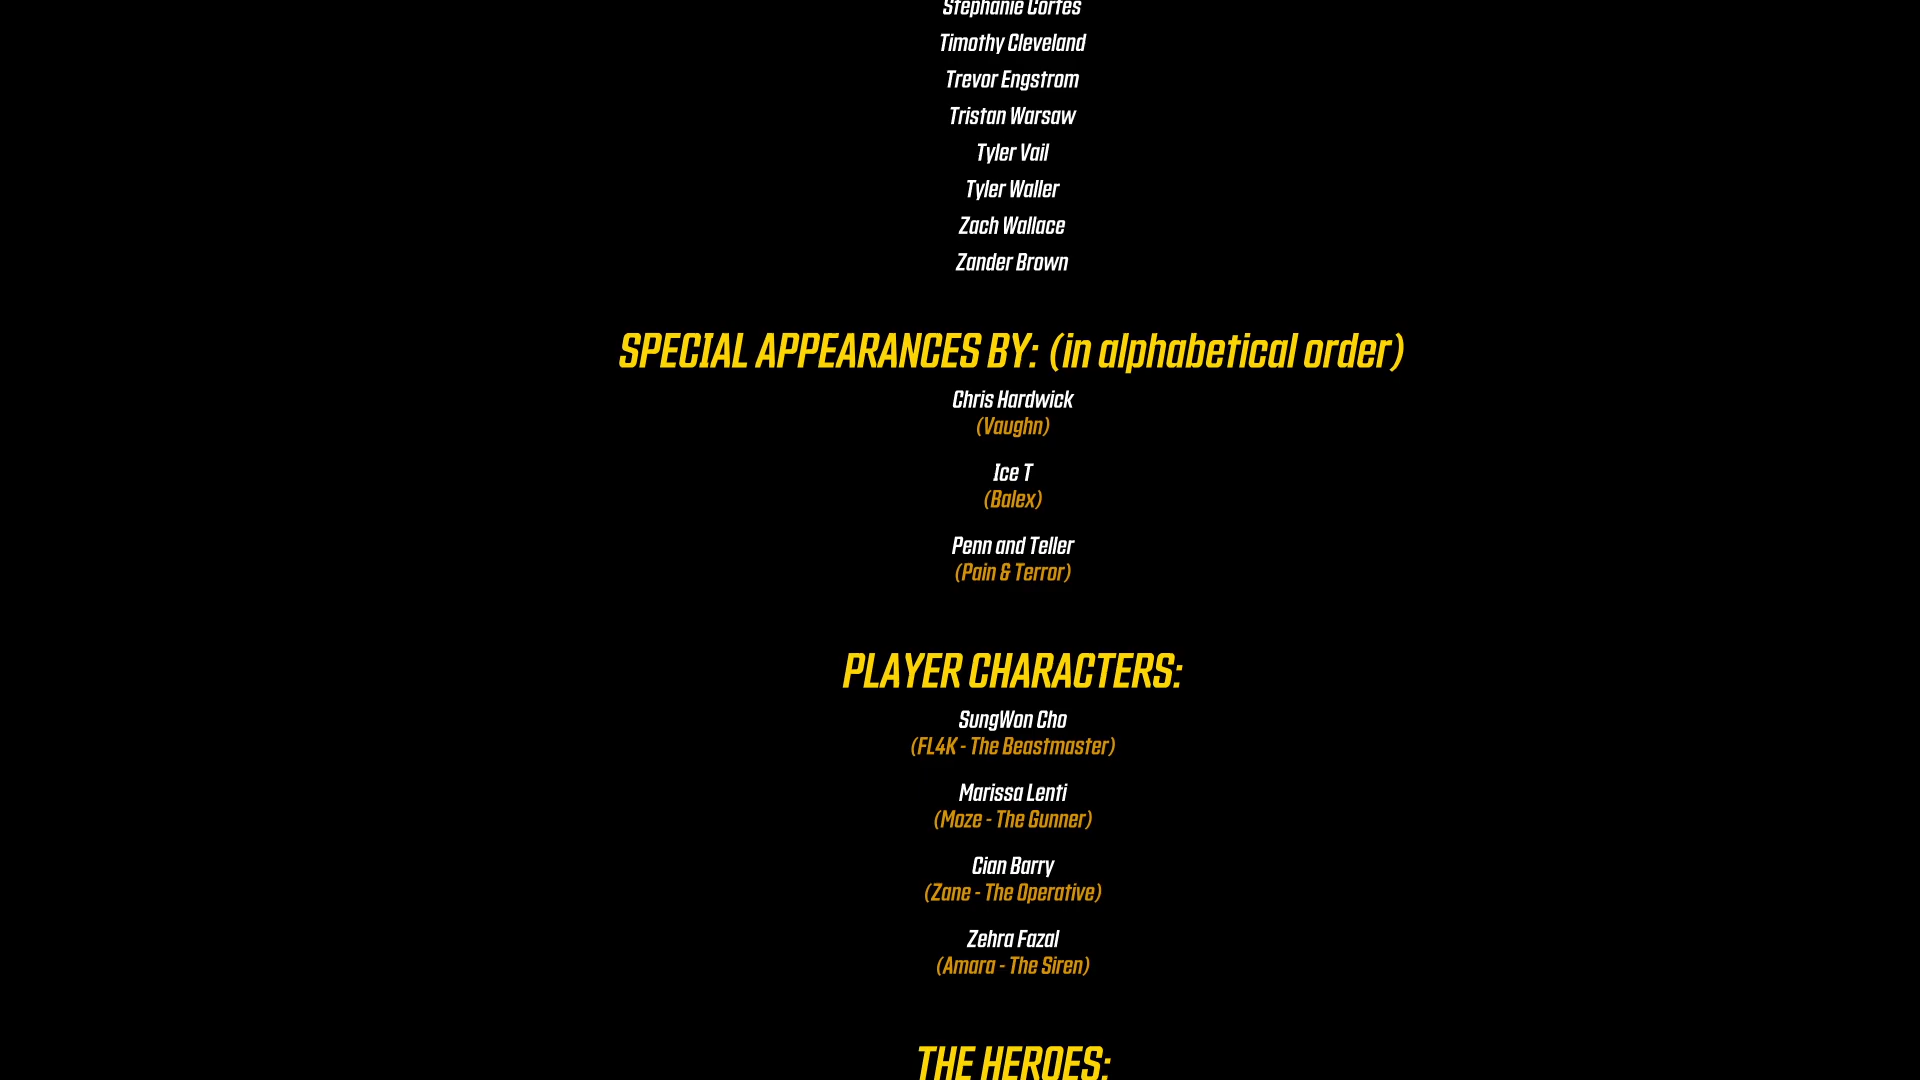 Stephanie Cortes
Timothy Cleveland
Trevor Engstrom
Tristan Warsaw
Tyler Vail
Tyler Waller
Zach Wallace
Zander Brown
SPECIAL APPEARANCES BY: (in alphabetical order)
Chris Hardwick
(Vaughn)
Ice T
(Balex)
Penn and Teller
(Pain & Terror)
PLAYER CHARACTERS:
SungWon Cho
(FL4K - The Beastmaster)
Marissa Lenti
(Moze - The Gunner)
Cian Barry
(Zane - The Operative)
Zehra Fazal
(Amara - The Siren)
THE HEROES: